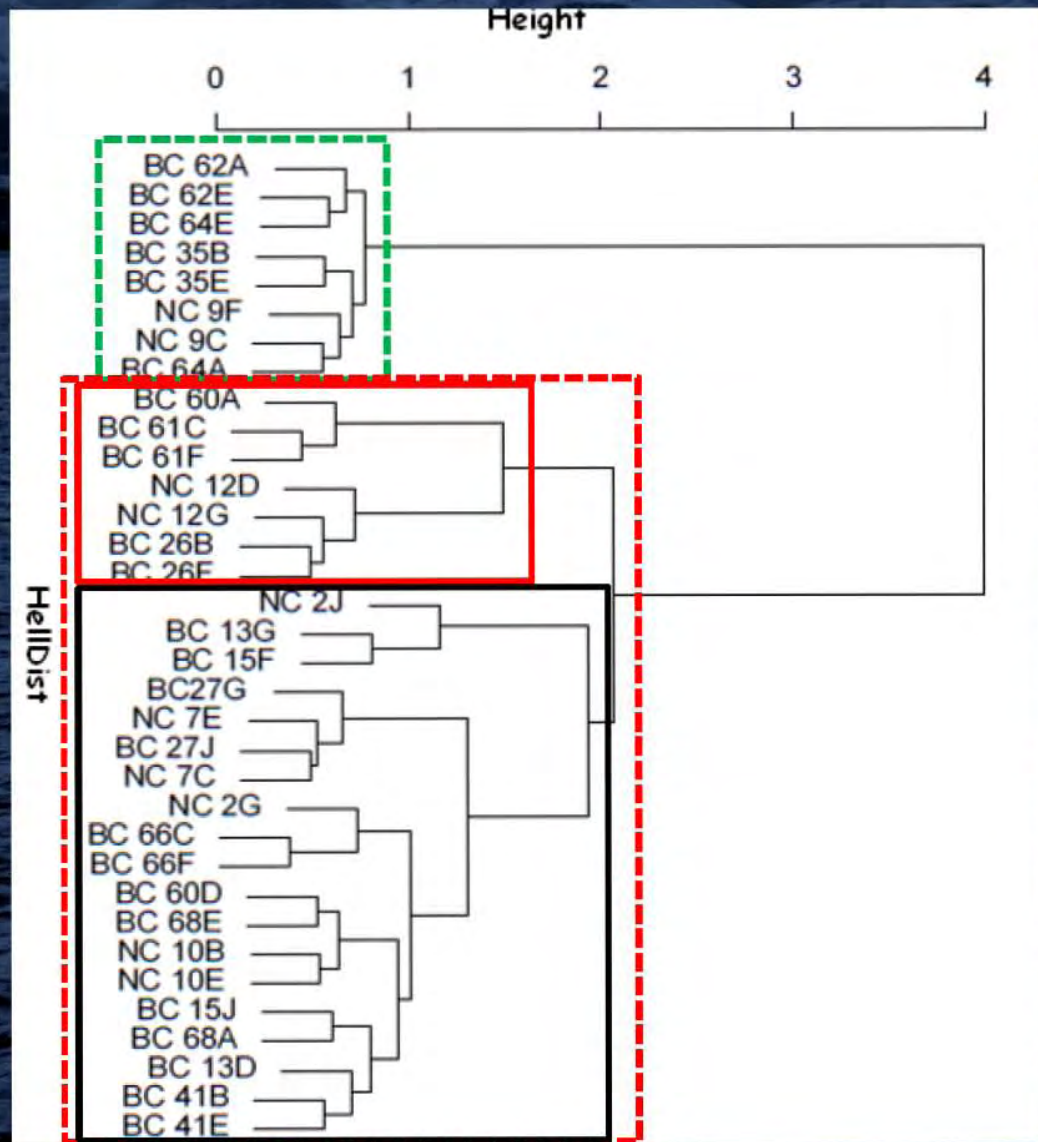 Height
0 1 2 3 4
BC 62A
BC 62E
BC 64E
BC 35B
BC 35E
NC 9F
NC 9C
BC 64A
BC 60A
BC 61C
BC 61F
NC 12D
NC 12G
BC 26B
BC 26E
HellDist
NC 2J
BC 13G
BC 15F
BC27G
NC 7E
BC 27J
NC 7C
NC 2G
BC 66C
BC 66F
BC 60D
BC 68E
NC 10B
NC 10E
BC 15J
BC 68A
BC 13D
BC 41B
BC 41E